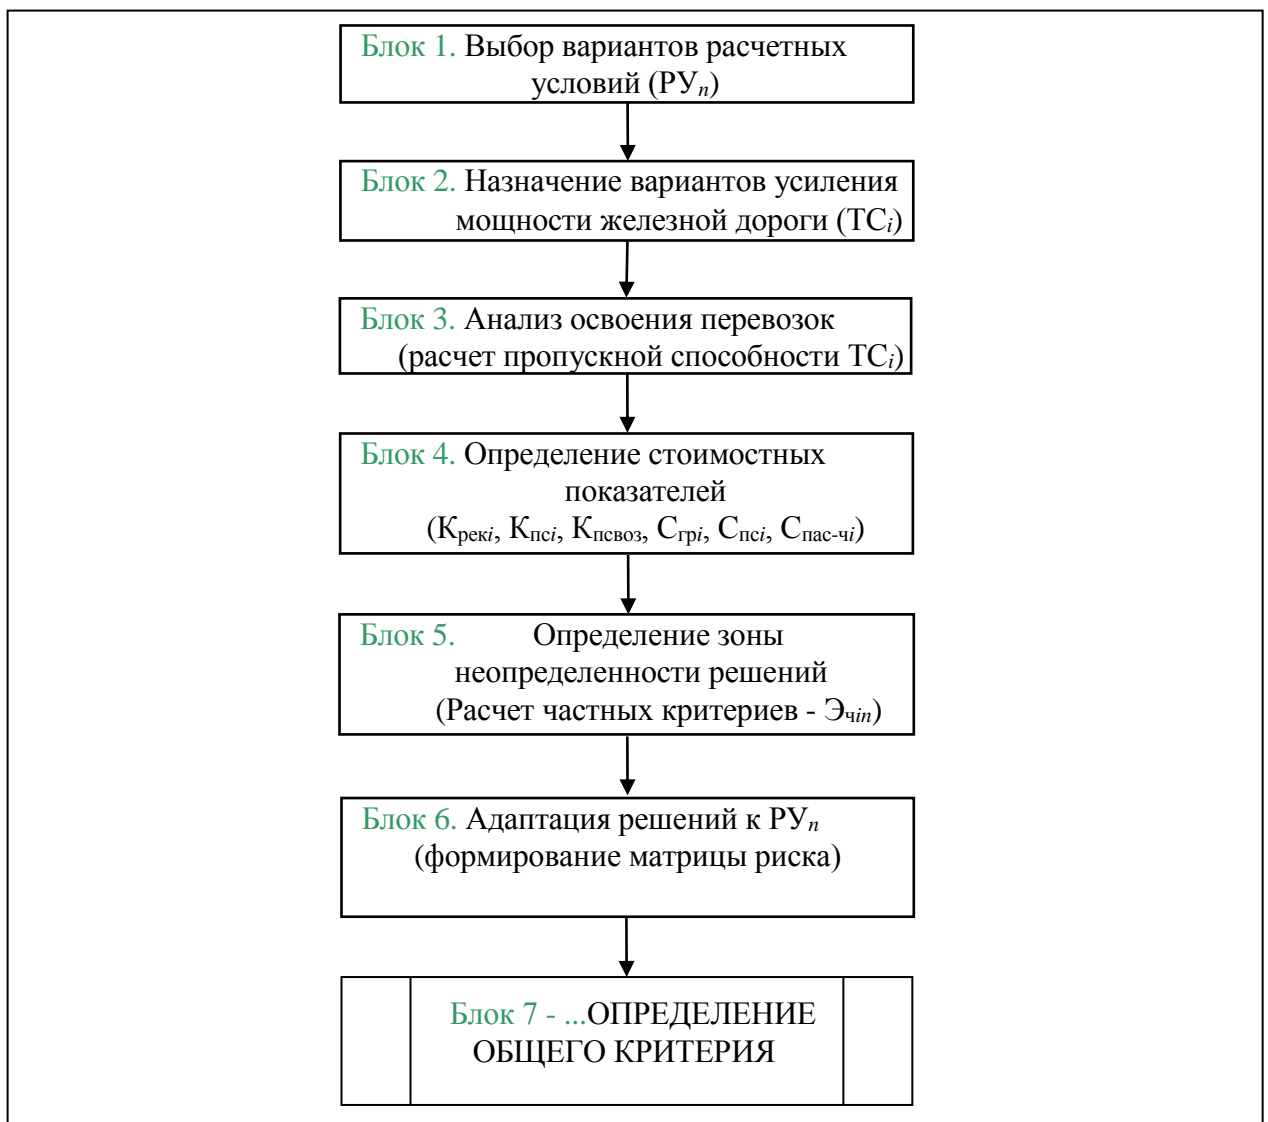 Блок 1. Выбор вариантов расчетных
условий (РУn)
Блок 2. Назначение вариантов усиления
мощности железной дороги (ТСi)
Блок 3. Анализ освоения перевозок
(расчет пропускной способности ТСi)
Блок 4. Определение стоимостных
показателей
(Крекi, Кпсi, Кпсвоз, Сгрi, Спсi, Спас-чi)
Блок 5. Определение зоны
неопределенности решений
(Расчет частных критериев - Эчin)
Блок 6. Адаптация решений к РУn
(формирование матрицы риска)
Блок 7 - ...ОПРЕДЕЛЕНИЕ
ОБЩЕГО КРИТЕРИЯ